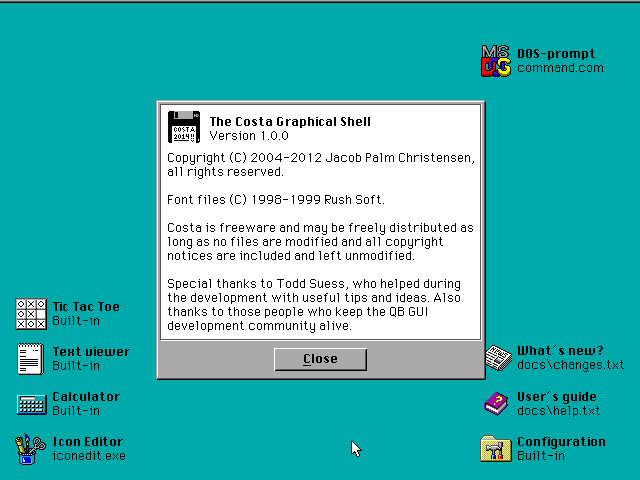 MS
DOS
DOS-prompt
command.com
COSTA
2014!!
The Costa Graphical Shell
Version 1.0.0
Copyright (C) 2004-2012 Jacob Palm Christensen,
all rights reserved.
Font files (C) 1998-1999 Rush Soft.
Costa is freeware and may be freely distributed as
long as no files are modified and all copyright
notices are included and left unmodified.
Special thanks to Todd Suess, who helped during
the development with useful tips and ideas. Also
thanks to those people who keep the QB GUI
development community alive.
Close
Tic Tac Toe
Built-in
Text viewer
Built-in
Calculator
Built-in
Icon Editor
iconedit.exe
What´s new?
docs\changes.txt
User´s guide
docs\help.txt
Configuration
Built-in